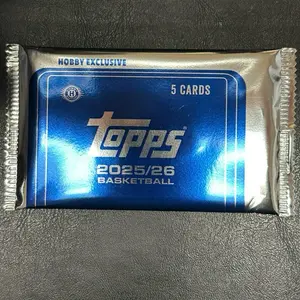 HOBBY EXCLUSIVE
H
5 CARDS
Topps
2025/26
BASKETBALL